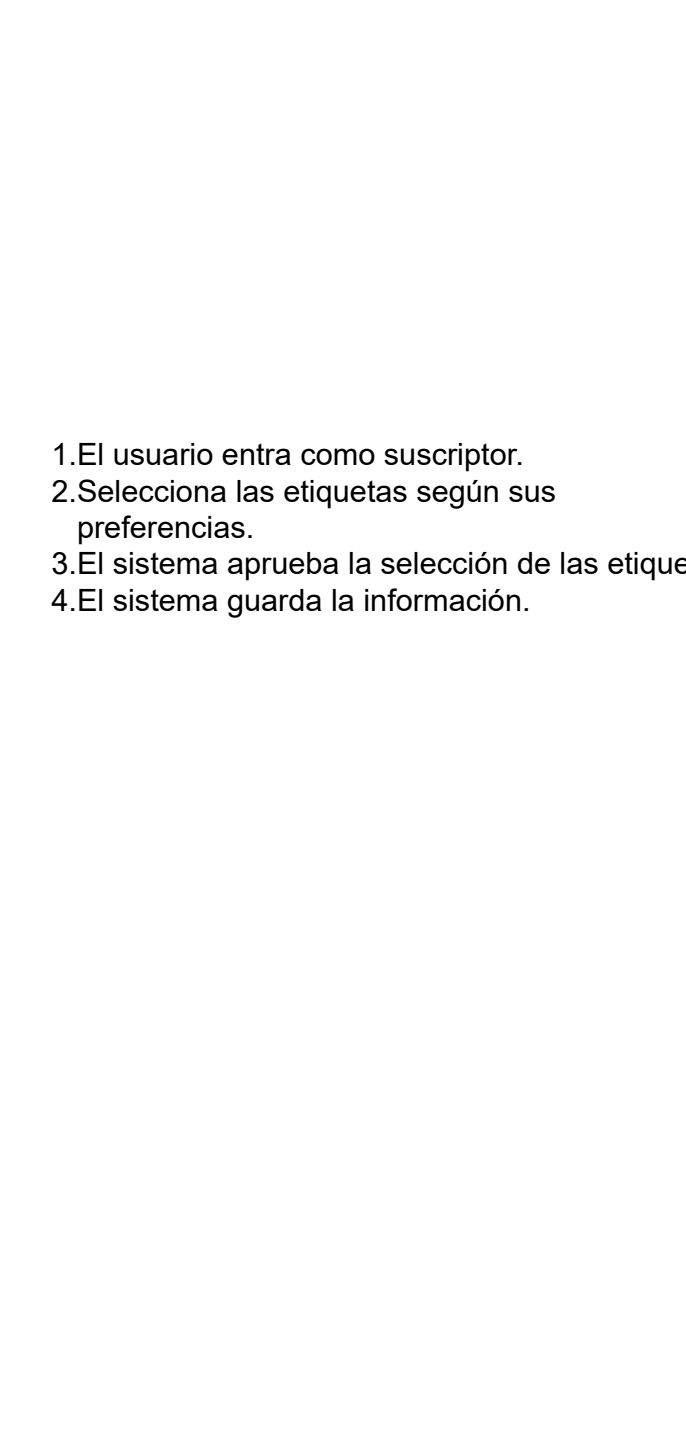 1.El usuario entra como suscriptor.
2.Selecciona las etiquetas según sus
preferencias.
3.El sistema aprueba la selección de las etique
4.El sistema guarda la información.